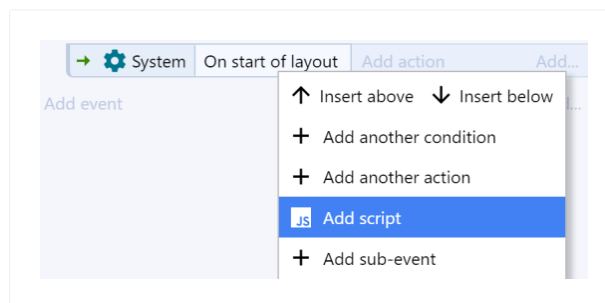 System On start of layout Add action Add...
Add event
Insert above Insert below
Add another condition
Add another action
JS Add script
Add sub-event